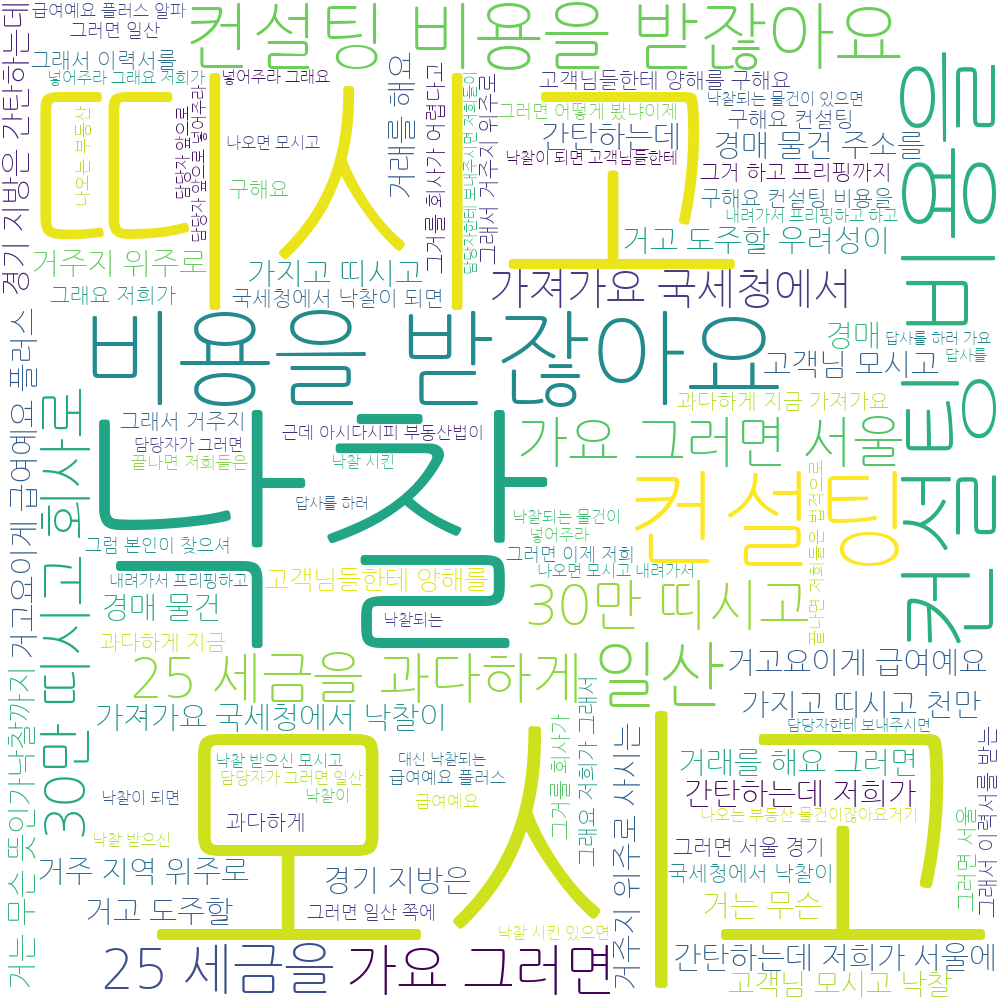 급여예요 플러스 알파
그러면 일산
컨설팅 비용을 받잖아요
그래서 이력서를
넣어주라 그래요 저희가
넣어주라 그래요
고객님들한테 양해를 구해요
낙찰되는 물건이 있으면
경기 지방은 간탄하는데
띠시고
나오는 부동산
담당자 앞으로
담당자 앞으로 넣어주라
나오면 모시고
구해요
거래를 해요
그거를 회사가 어렵다고
담당자한테 보내주시면 저희들이
그래서 거주지 위주로
그러면 어떻게 봤냐이제
간탄하는데
낙찰이 되면 고객님들한테
구해요 컨설팅
경매 물건 주소를
그거 하고 프리핑까지
구해요 컨설팅 비용을
내려가서 프리핑하고 하고
거고 도주할 우려성이
컨설팅 비용을
거주지 위주로
가지고 띠시고
그래요 저희가
국세청에서 낙찰이 되면
가져가요 국세청에서
비용을 받잖아요
경매
답사를 하러 가요
답사를
고객님 모시고
과다하게 지금 가져가요
거고요이게 급여예요 플러스
30만 띠시고 회사로
그래서 거주지
담당자가 그러면
끝나면 저희들은
근데 아시다시피 부동산법이
낙찰 시킨
답사를 하러
낙찰
가요 그러면 서울
컨설팅
끝나면 저희들은 법적으로
낙찰되는 물건이
넣어주라
그러면 이제 저희
나오면 모시고 내려가서
그럼 본인이 찾으셔
내려가서 프리핑하고
고객님들한테 양해를
경매 물건
낙찰되는
30만 띠시고
과다하게 지금
25 세금을 과다하게
일산
거고요이게 급여예요
거는 무슨 뜻인가낙찰까지
가져가요 국세청에서 낙찰이
가지고 띠시고 천만
담당자한테 보내주시면
모시고
낙찰 받으신 모시고
대신 낙찰되는
담당자가 그러면 일산
급여예요 플러스
낙찰이
급여예요
낙찰이 되면
과다하게
낙찰 받으신
그거를 회사가
그래요 저희가 그래서
거주지 위주로 사시는
거래를 해요 그러면
간탄하는데 저희가
나오는 부동산 물건이잖아요거기
그러면 서울 경기
국세청에서 낙찰이
그러면 서울
그래서 이력서를 받는
거주 지역 위주로
경기 지방은
거고 도주할
그러면 일산 쪽에
거는 무슨
낙찰 시킨 있으면
25 세금을
가요 그러면
간탄하는데 저희가 서울에
고객님 모시고 낙찰